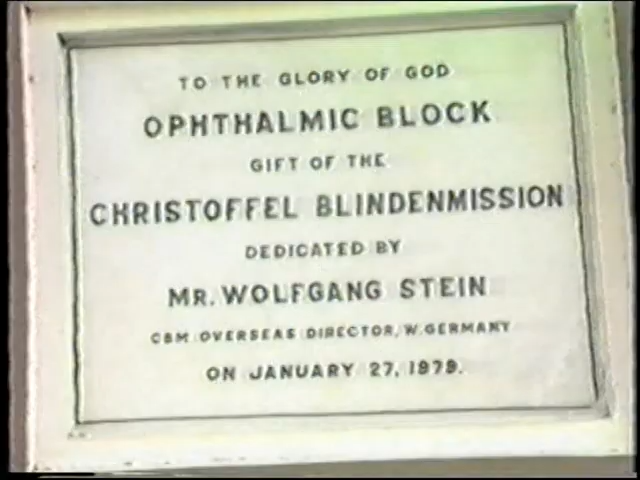 TO THE GLORY OF GOD
OPHTHALMIC BLOCK
GIFT OF THE
CHRISTOFFEL BLINDENMISSION
DEDICATED BY
MR. WOLFGANG STEIN
CBM OVERSEAS DIRECTOR, W. GERMANY
ON JANUARY 27, 1979.